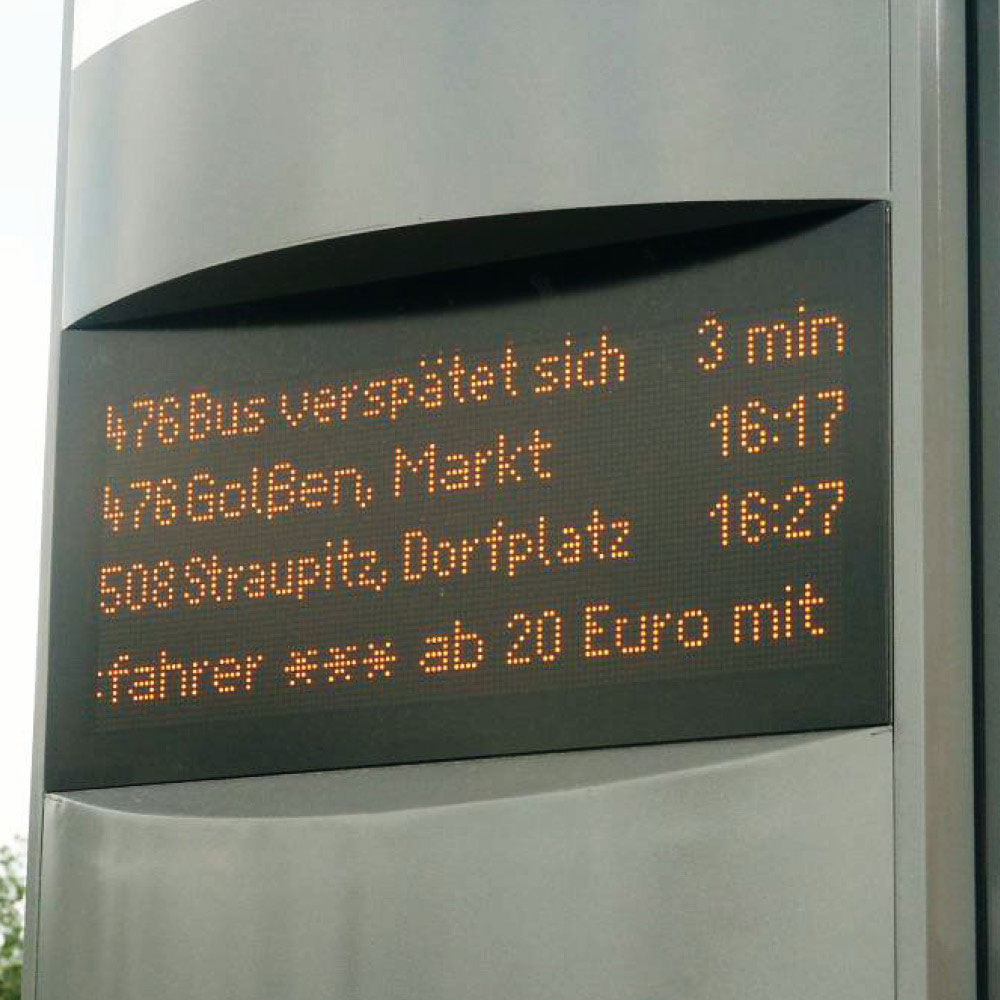 476 Bus verspätet sich 3 min
476 Golßen, Markt 16:17
508 Straupitz, Dorfplatz 16:27
fahrer *** ab 20 Euro mit